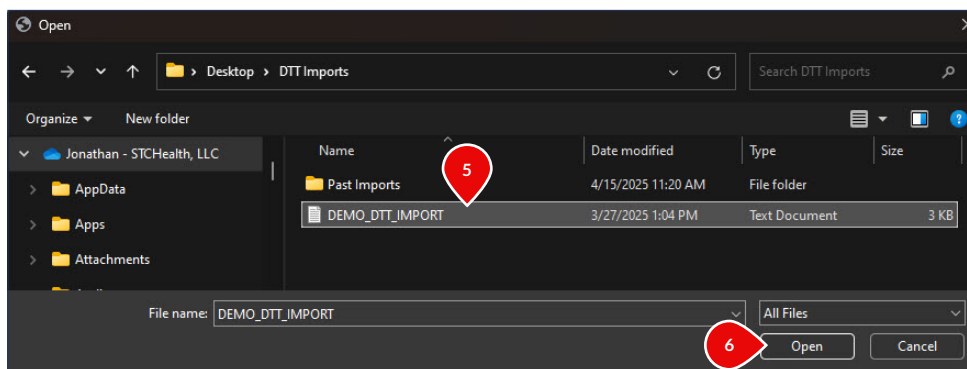 Open
Desktop > DTT Imports
Search DTT Imports
Organize New folder
Jonathan - STCHealth, LLC
AppData
Apps
Attachments
Name Date modified Type Size
5
Past Imports 4/15/2025 11:20 AM File folder
DEMO_DTT_IMPORT 3/27/2025 1:04 PM Text Document 3 KB
File name: DEMO_DTT_IMPORT All Files
6
Open Cancel